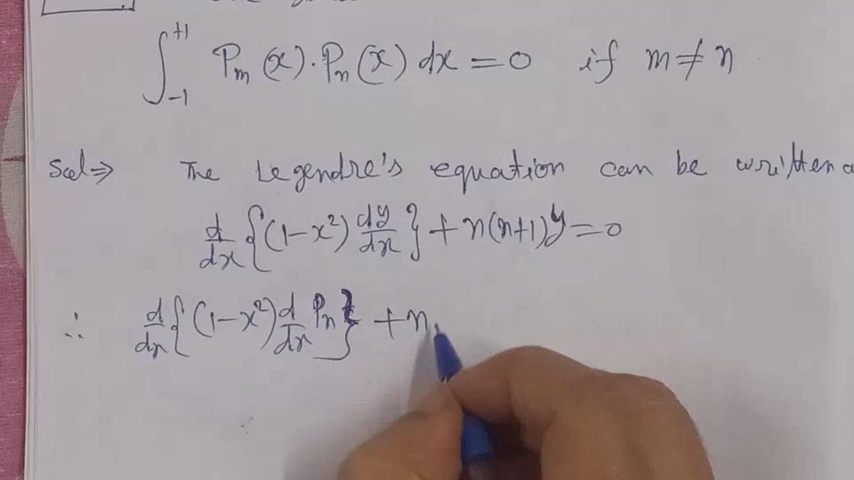 ∫_{-1}^{+1} P_m(x)·P_n(x) dx = 0 if m ≠ n
Sol⇒ The Legendre's equation can be written a
d/dx {(1-x²) dy/dx} + n(n+1)y = 0
∴ d/dx {(1-x²) d/dx P_n} + n